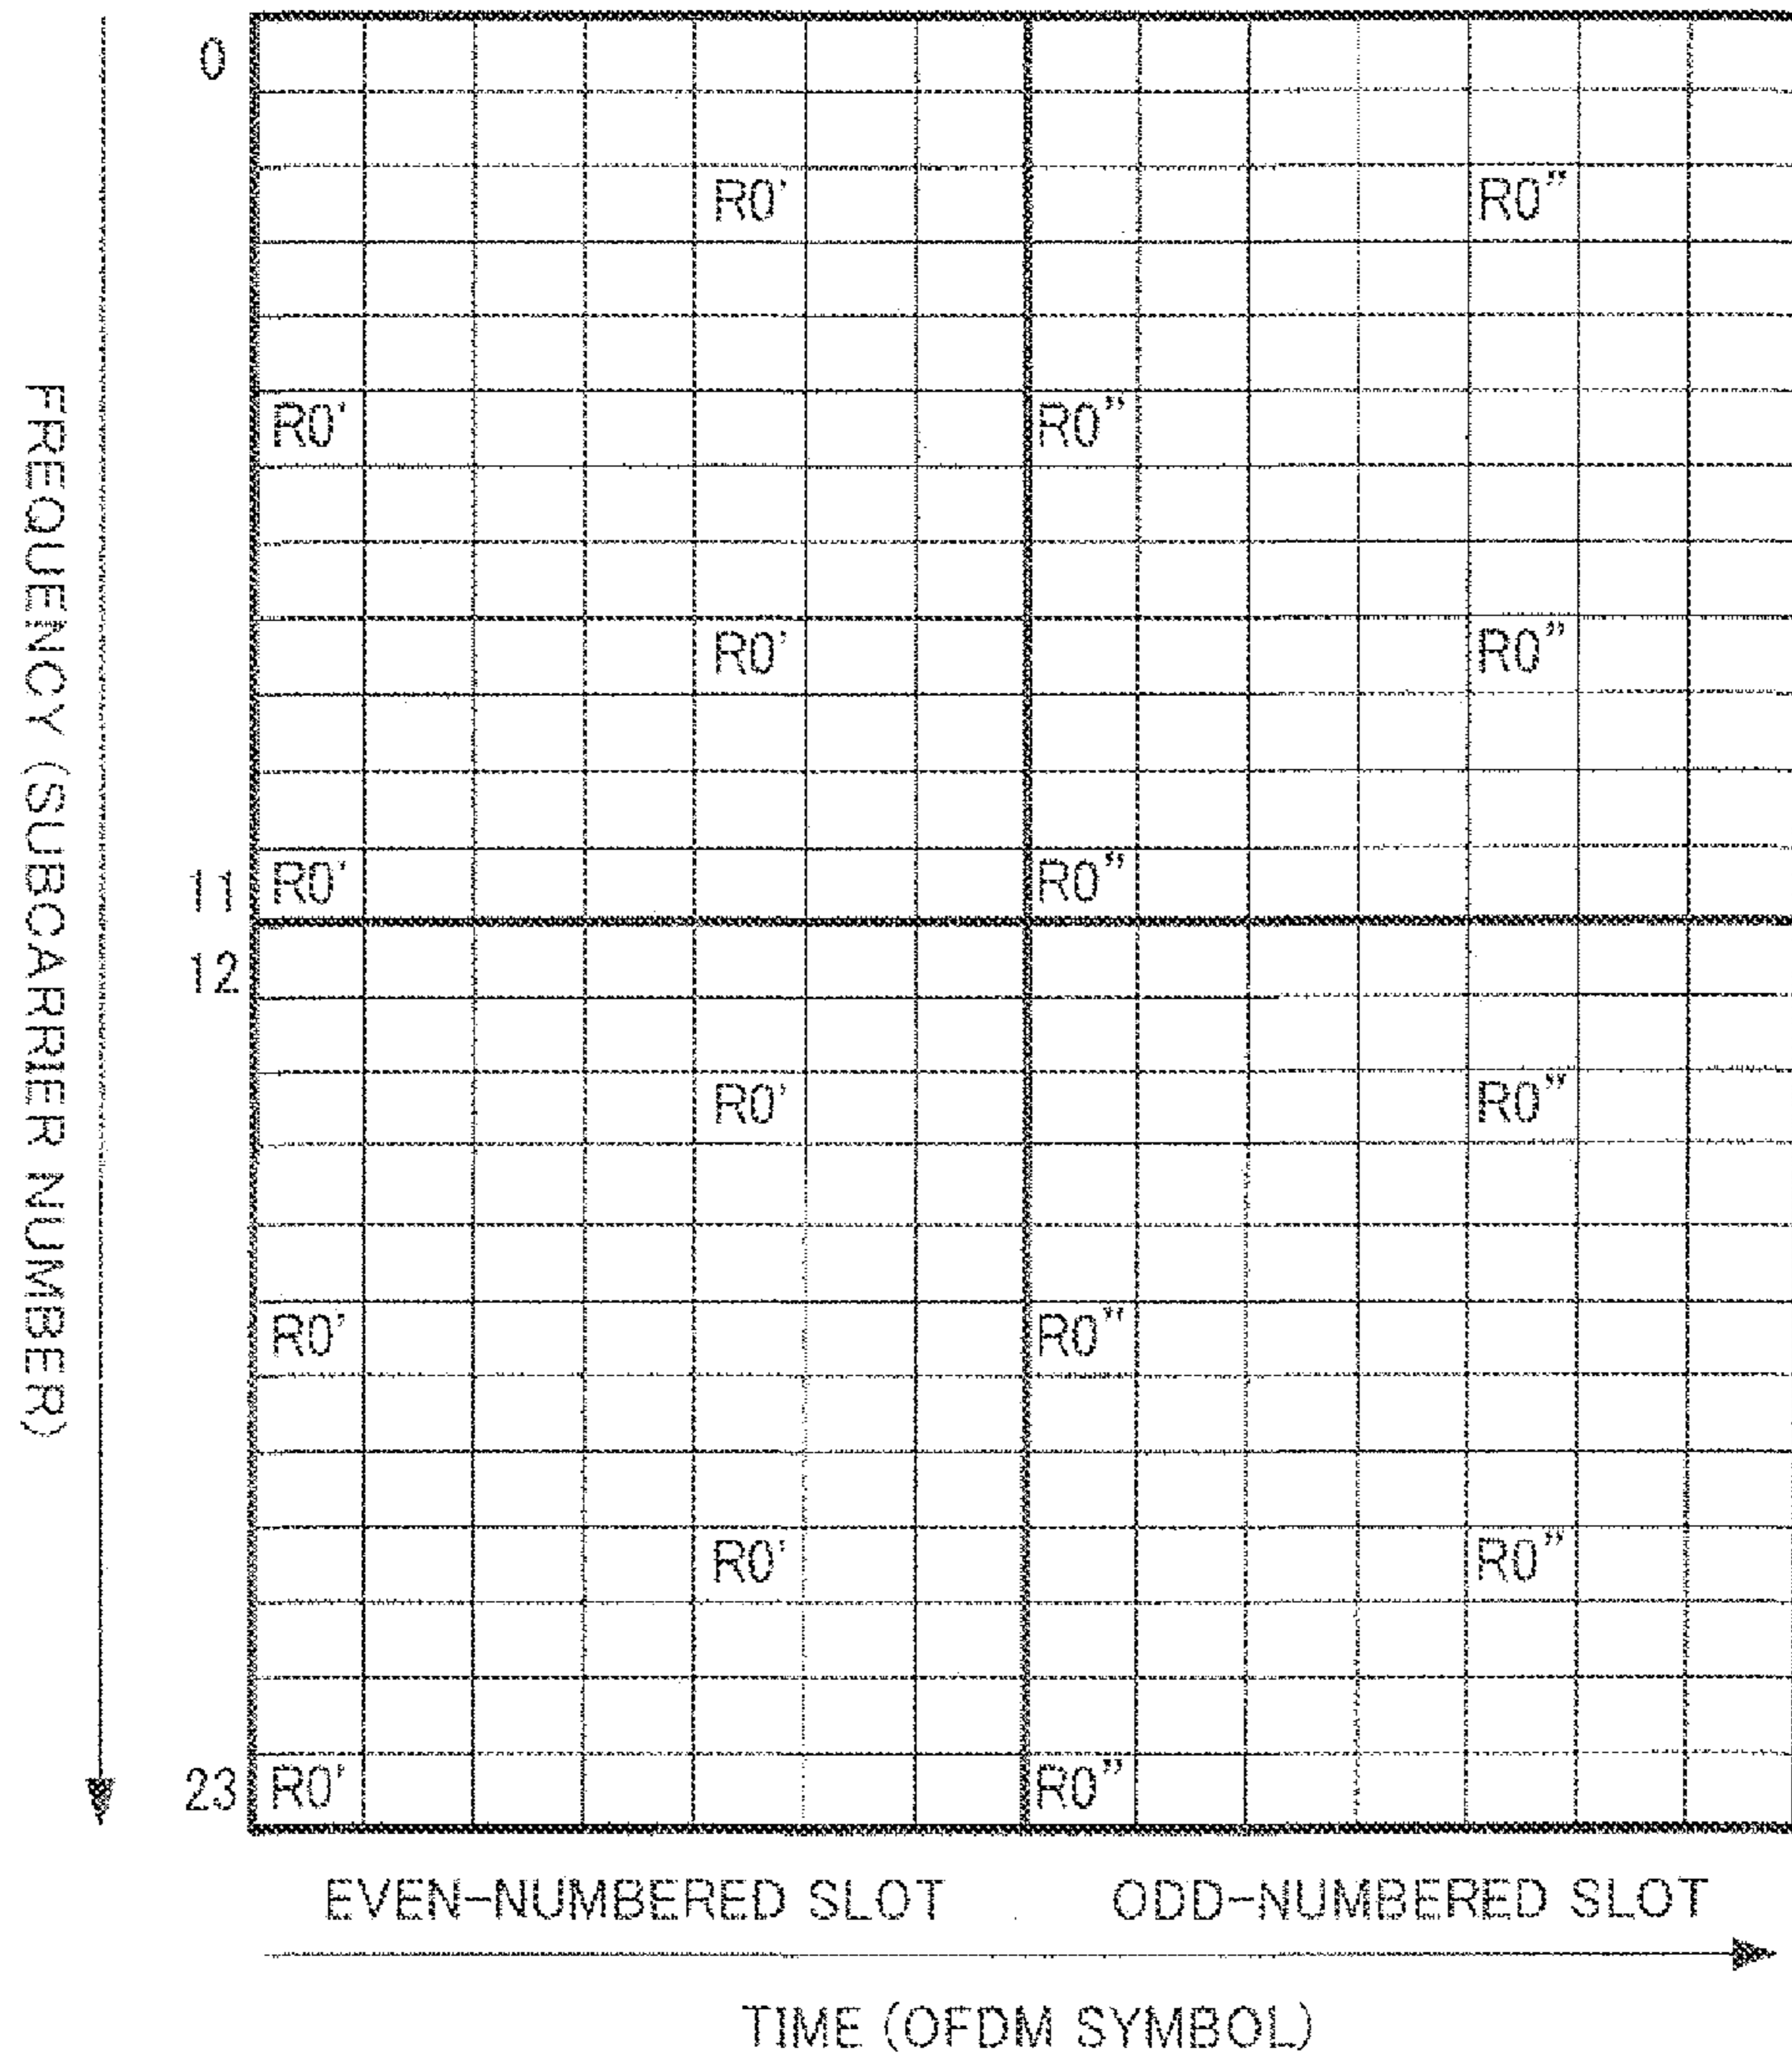 FREQUENCY (SUBCARRIER NUMBER)
0
R0' R0"
R0' R0"
R0' R0"
11 R0' R0"
12
R0' R0"
R0' R0"
R0' R0"
23 R0' R0"
EVEN-NUMBERED SLOT ODD-NUMBERED SLOT
TIME (OFDM SYMBOL)